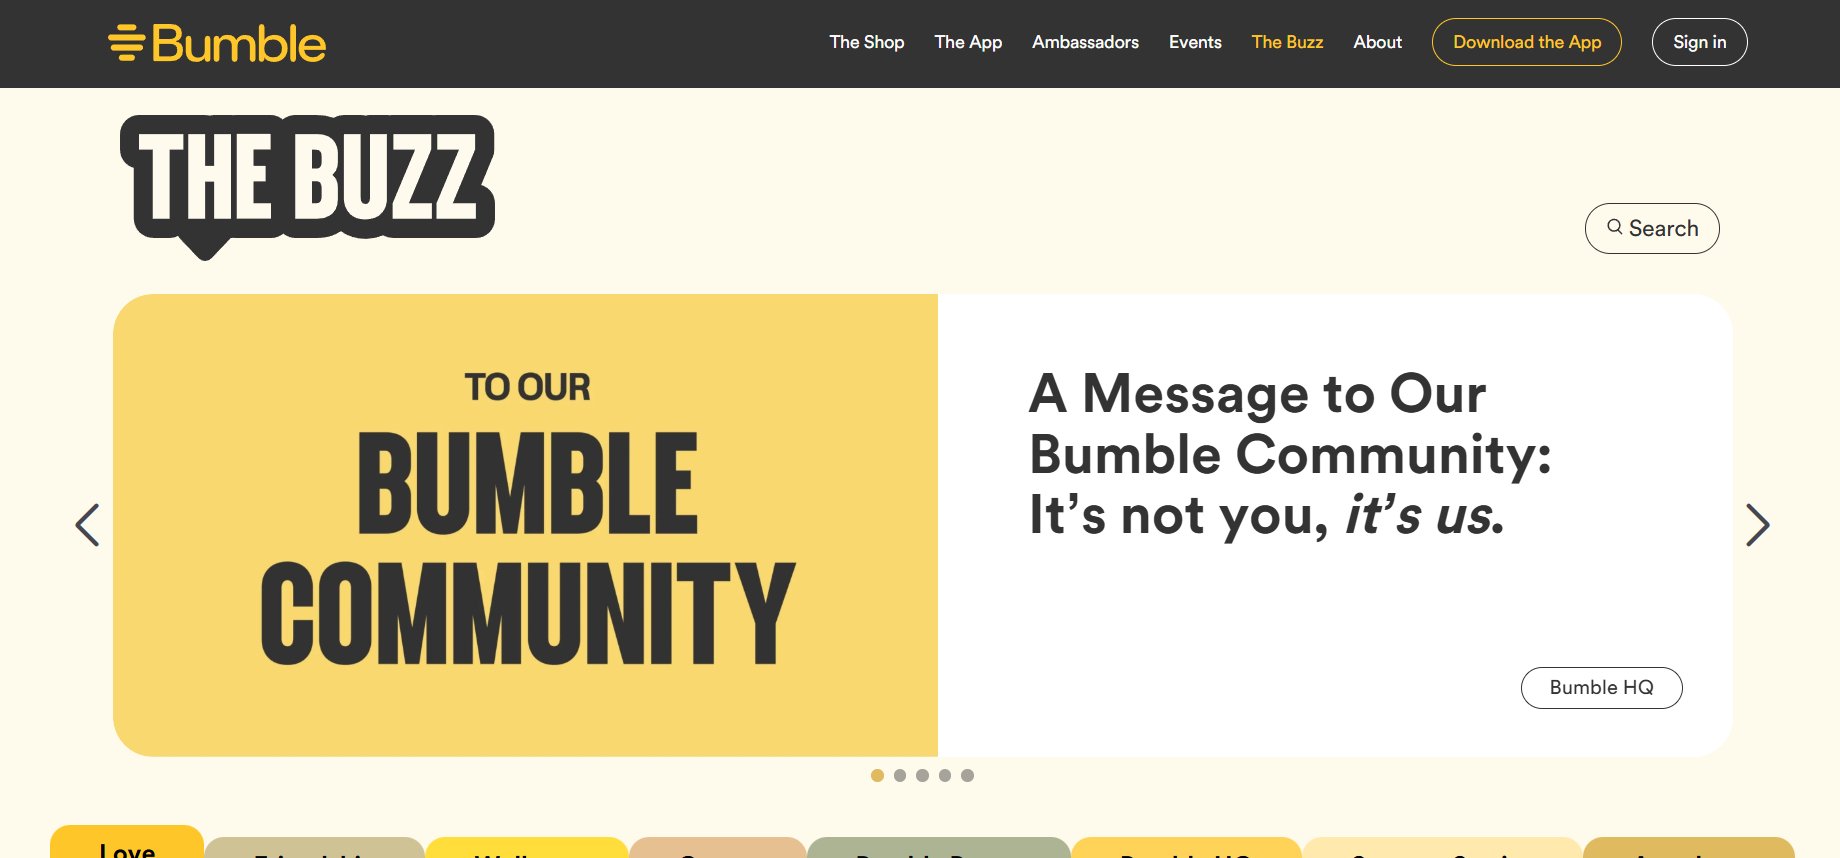 Bumble
The Shop
The App
Ambassadors
Events
The Buzz
About
Download the App
Sign in
THE BUZZ
Search
TO OUR
BUMBLE
COMMUNITY
A Message to Our
Bumble Community:
It’s not you, it’s us.
Bumble HQ
Love